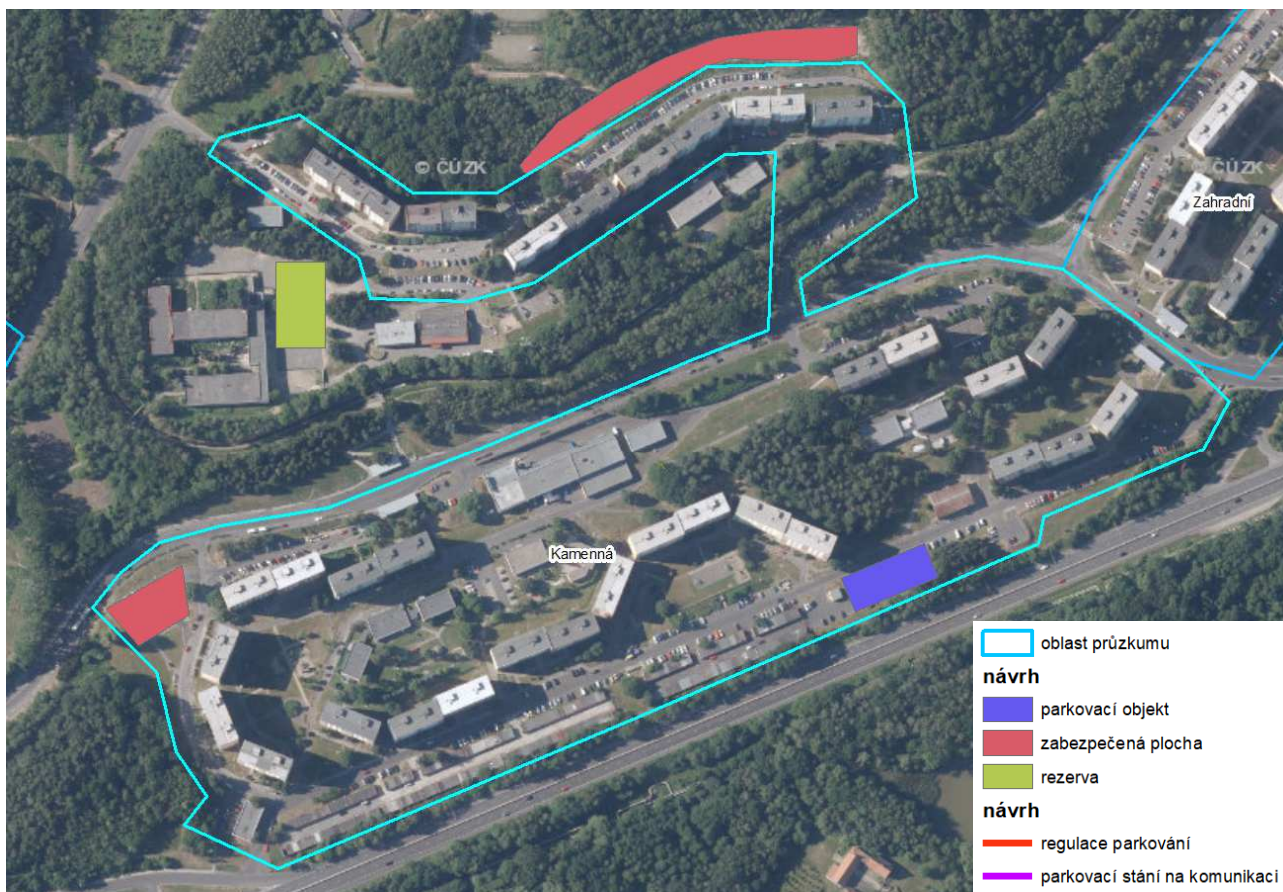 © ČÚZK
© ČÚZK
Zahradní
Kamenná
oblast průzkumu
návrh
parkovací objekt
zabezpečená plocha
rezerva
návrh
regulace parkování
parkovací stání na komunikaci